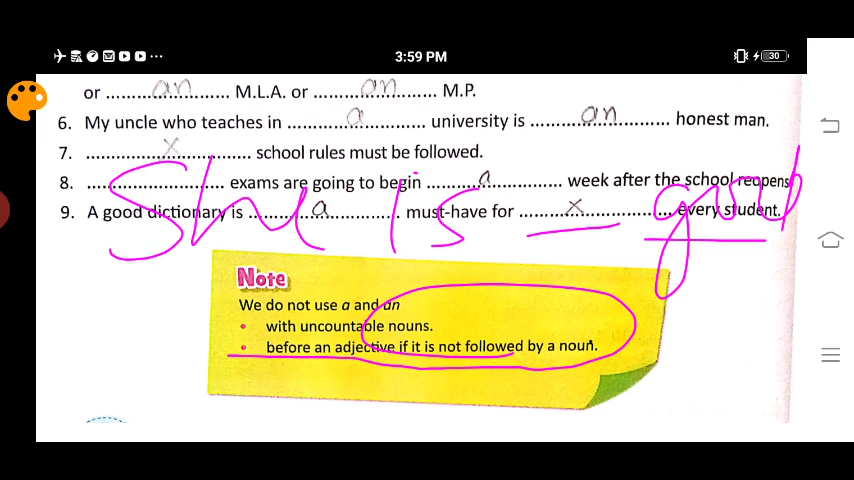 3:59 PM
30
or ..........an.......... M.L.A. or ..........an.......... M.P.
6. My uncle who teaches in ..........a.......... university is ..........an.......... honest man.
7. ..........x.......... school rules must be followed.
8. .............................. exams are going to begin ..........a.......... week after the school reopens
9. A good dictionary is ..........a.......... must-have for ..........x.......... every student.
She is ___ good
Note
We do not use a and an
• with uncountable nouns.
• before an adjective if it is not followed by a noun.